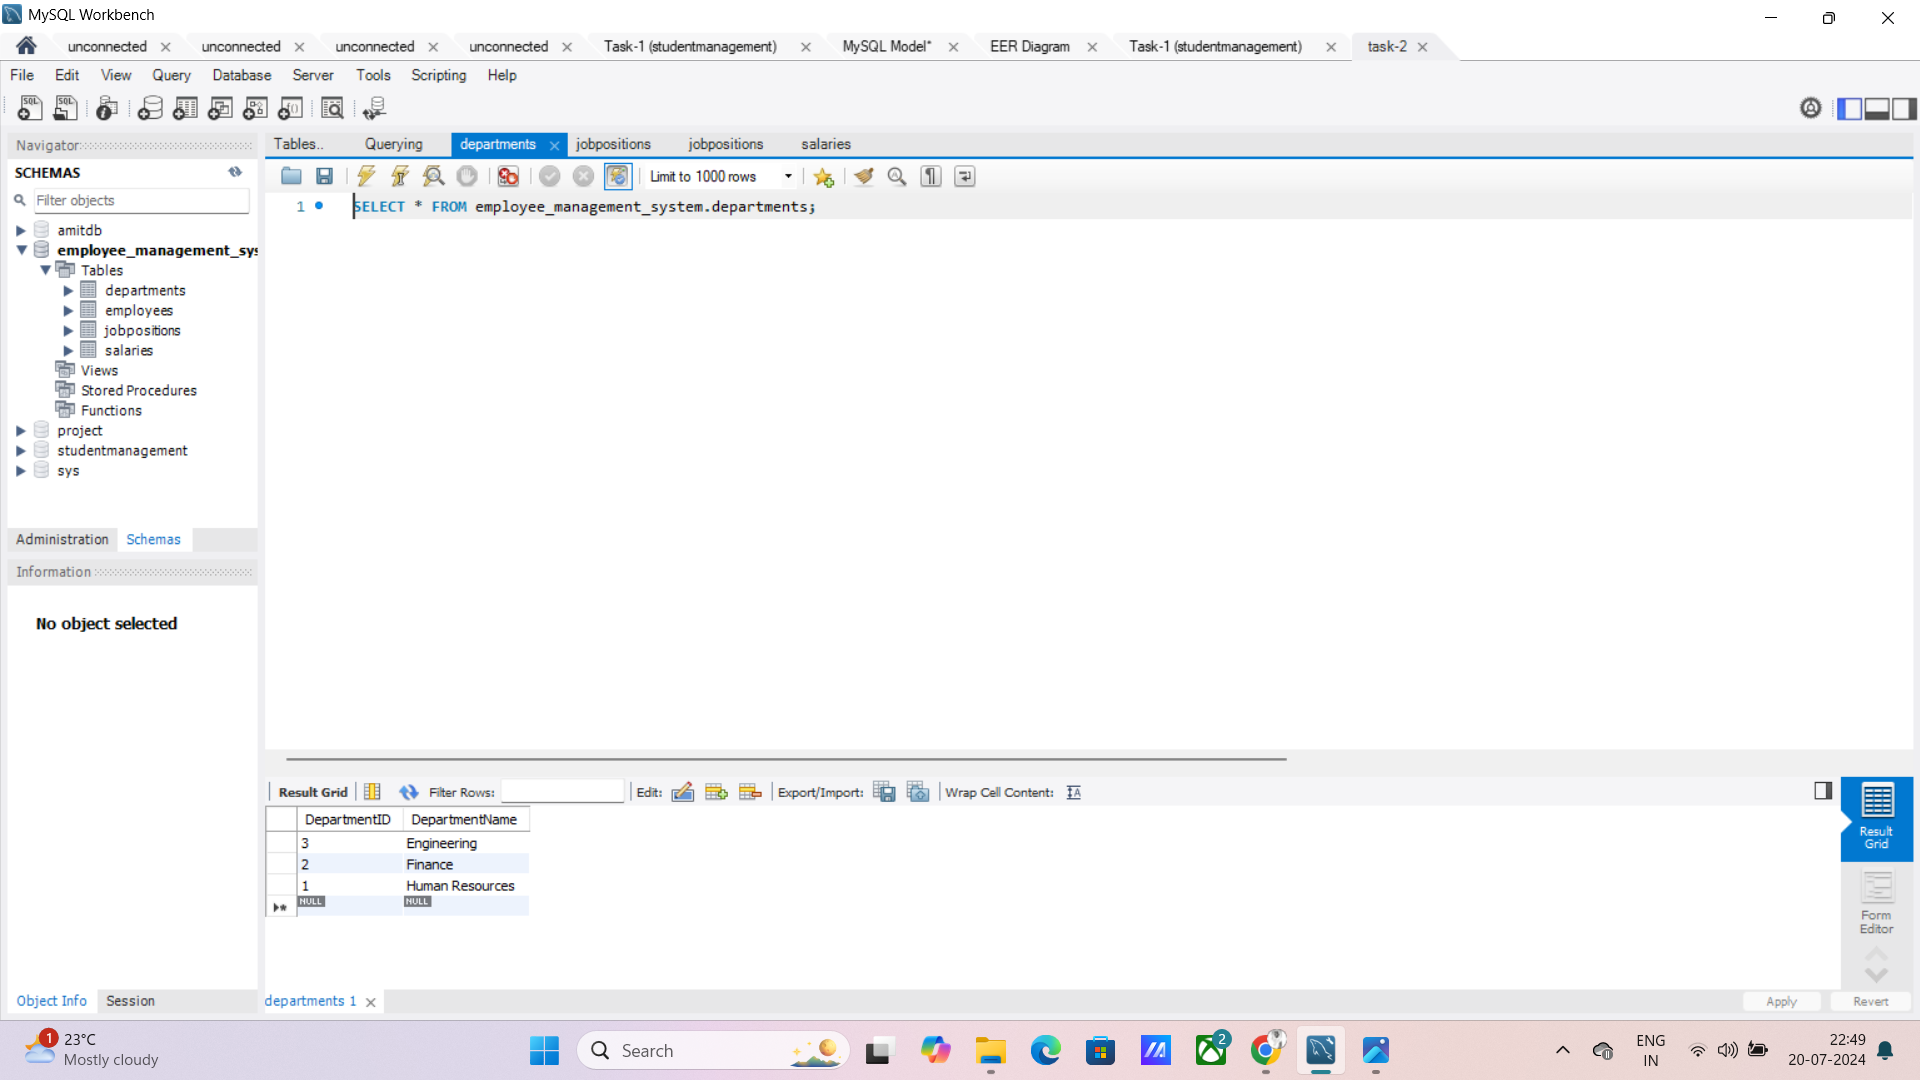 MySQL Workbench
unconnected unconnected unconnected unconnected Task-1 (studentmanagement) MySQL Model* EER Diagram Task-1 (studentmanagement) task-2
File Edit View Query Database Server Tools Scripting Help
Navigator
SCHEMAS
Filter objects
amitdb
employee_management_sys
Tables
departments
employees
jobpositions
salaries
Views
Stored Procedures
Functions
project
studentmanagement
sys
Administration Schemas
Information
No object selected
Object Info Session
Tables.. Querying departments jobpositions jobpositions salaries
Limit to 1000 rows
1 SELECT * FROM employee_management_system.departments;
Result Grid Filter Rows: Edit: Export/Import: Wrap Cell Content:
DepartmentID DepartmentName
3 Engineering
2 Finance
1 Human Resources
NULL NULL
Result
Grid
Form
Editor
departments 1
Apply Revert
1 23°C
Mostly cloudy
Search
2
ENG
IN
22:49
20-07-2024